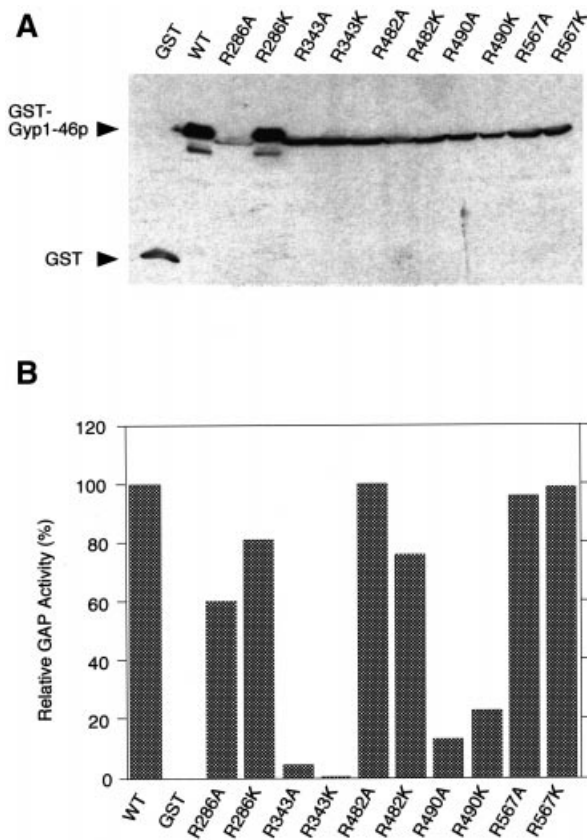 A
GST
WT
R286A
R286K
R343A
R343K
R482A
R482K
R490A
R490K
R567A
R567K
GST-
Gyp1-46p
GST
B
120
100
80
60
40
20
0
Relative GAP Activity (%)
WT
GST
R286A
R286K
R343A
R343K
R482A
R482K
R490A
R490K
R567A
R567K